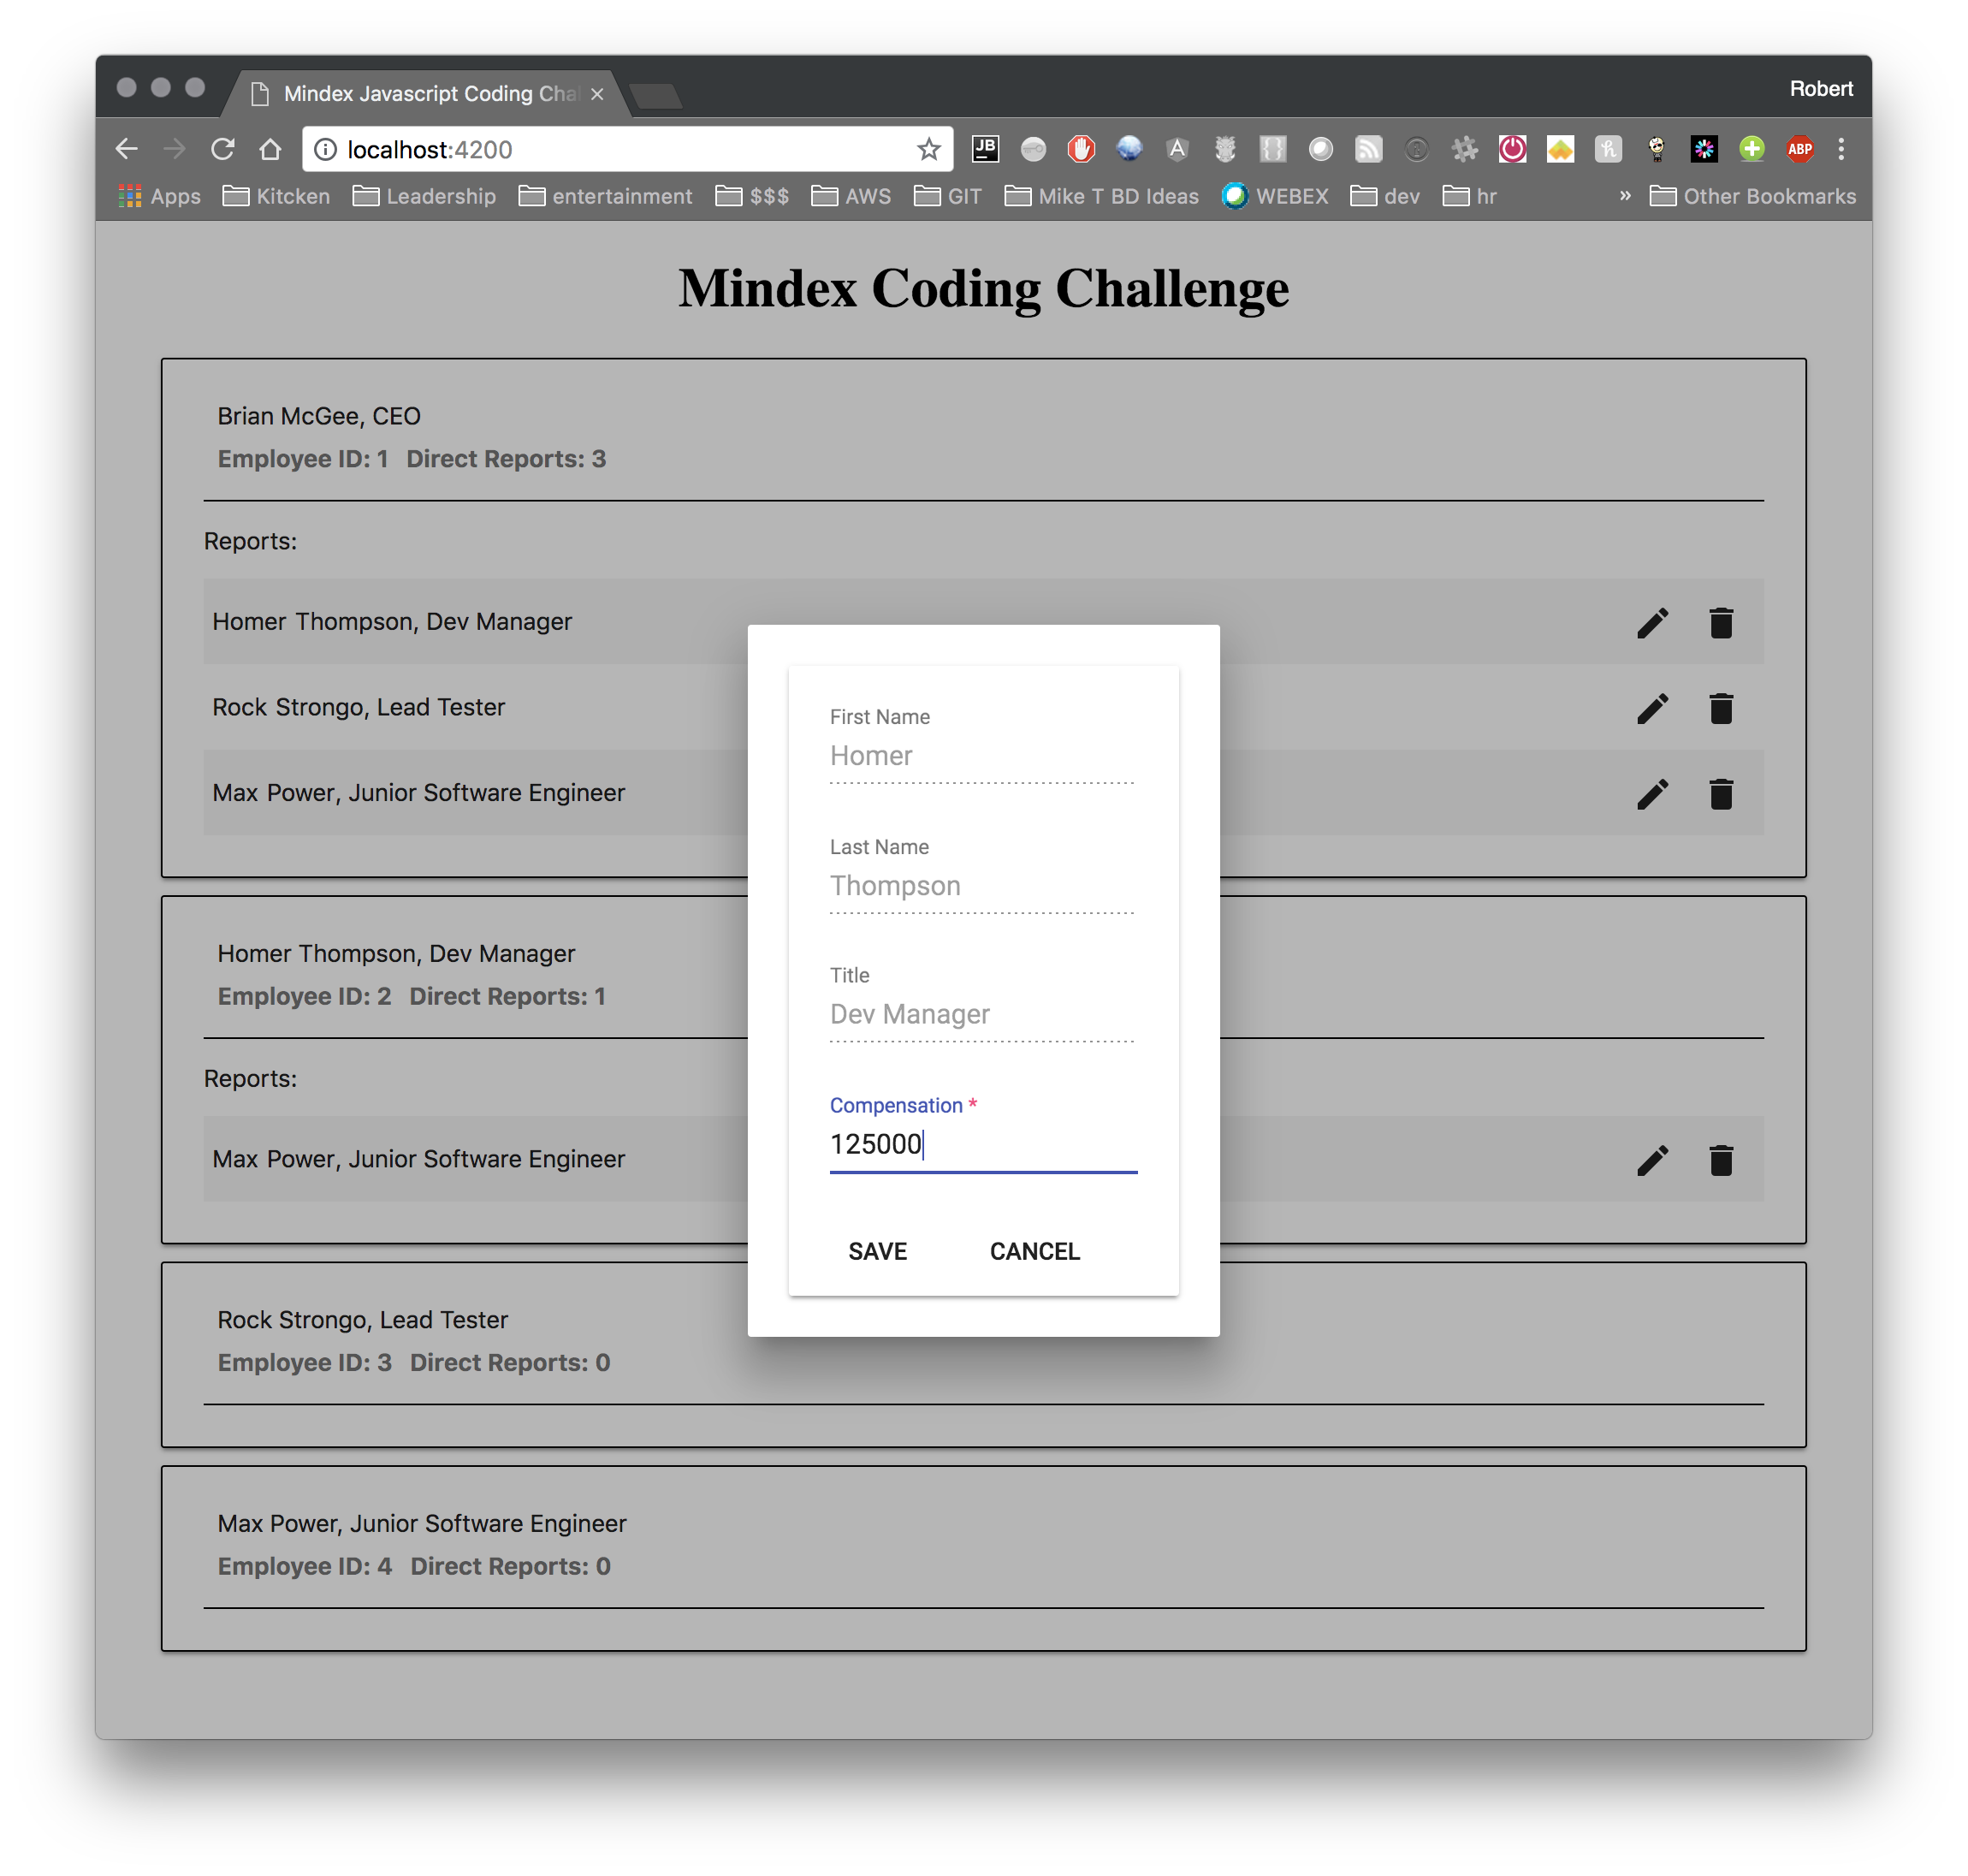 Mindex Javascript Coding Cha
Robert
localhost:4200
JB
ABP
Apps Kitcken Leadership entertainment $$$ AWS GIT Mike T BD Ideas WEBEX dev hr » Other Bookmarks
Mindex Coding Challenge
Brian McGee, CEO
Employee ID: 1 Direct Reports: 3
Reports:
Homer Thompson, Dev Manager
Rock Strongo, Lead Tester
Max Power, Junior Software Engineer
Homer Thompson, Dev Manager
Employee ID: 2 Direct Reports: 1
Reports:
Max Power, Junior Software Engineer
Rock Strongo, Lead Tester
Employee ID: 3 Direct Reports: 0
Max Power, Junior Software Engineer
Employee ID: 4 Direct Reports: 0
First Name
Homer
Last Name
Thompson
Title
Dev Manager
Compensation *
125000
SAVE CANCEL